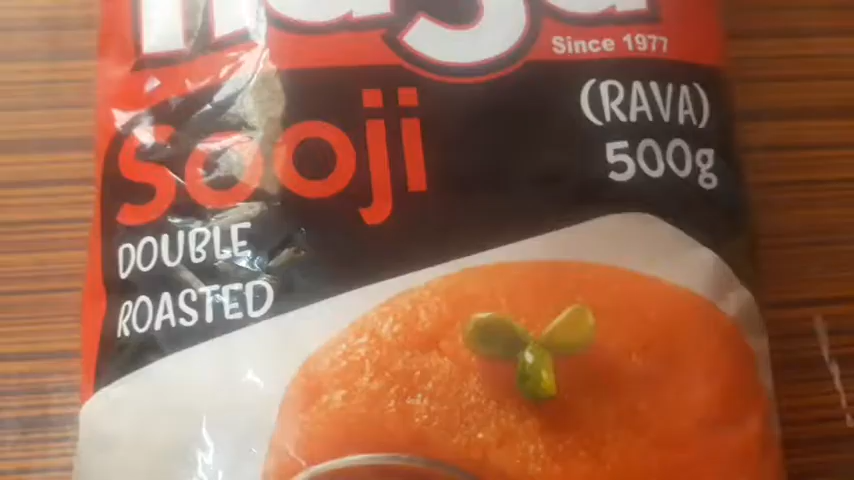 Since 1977
(RAVA)
Sooji
500g
DOUBLE
ROASTED